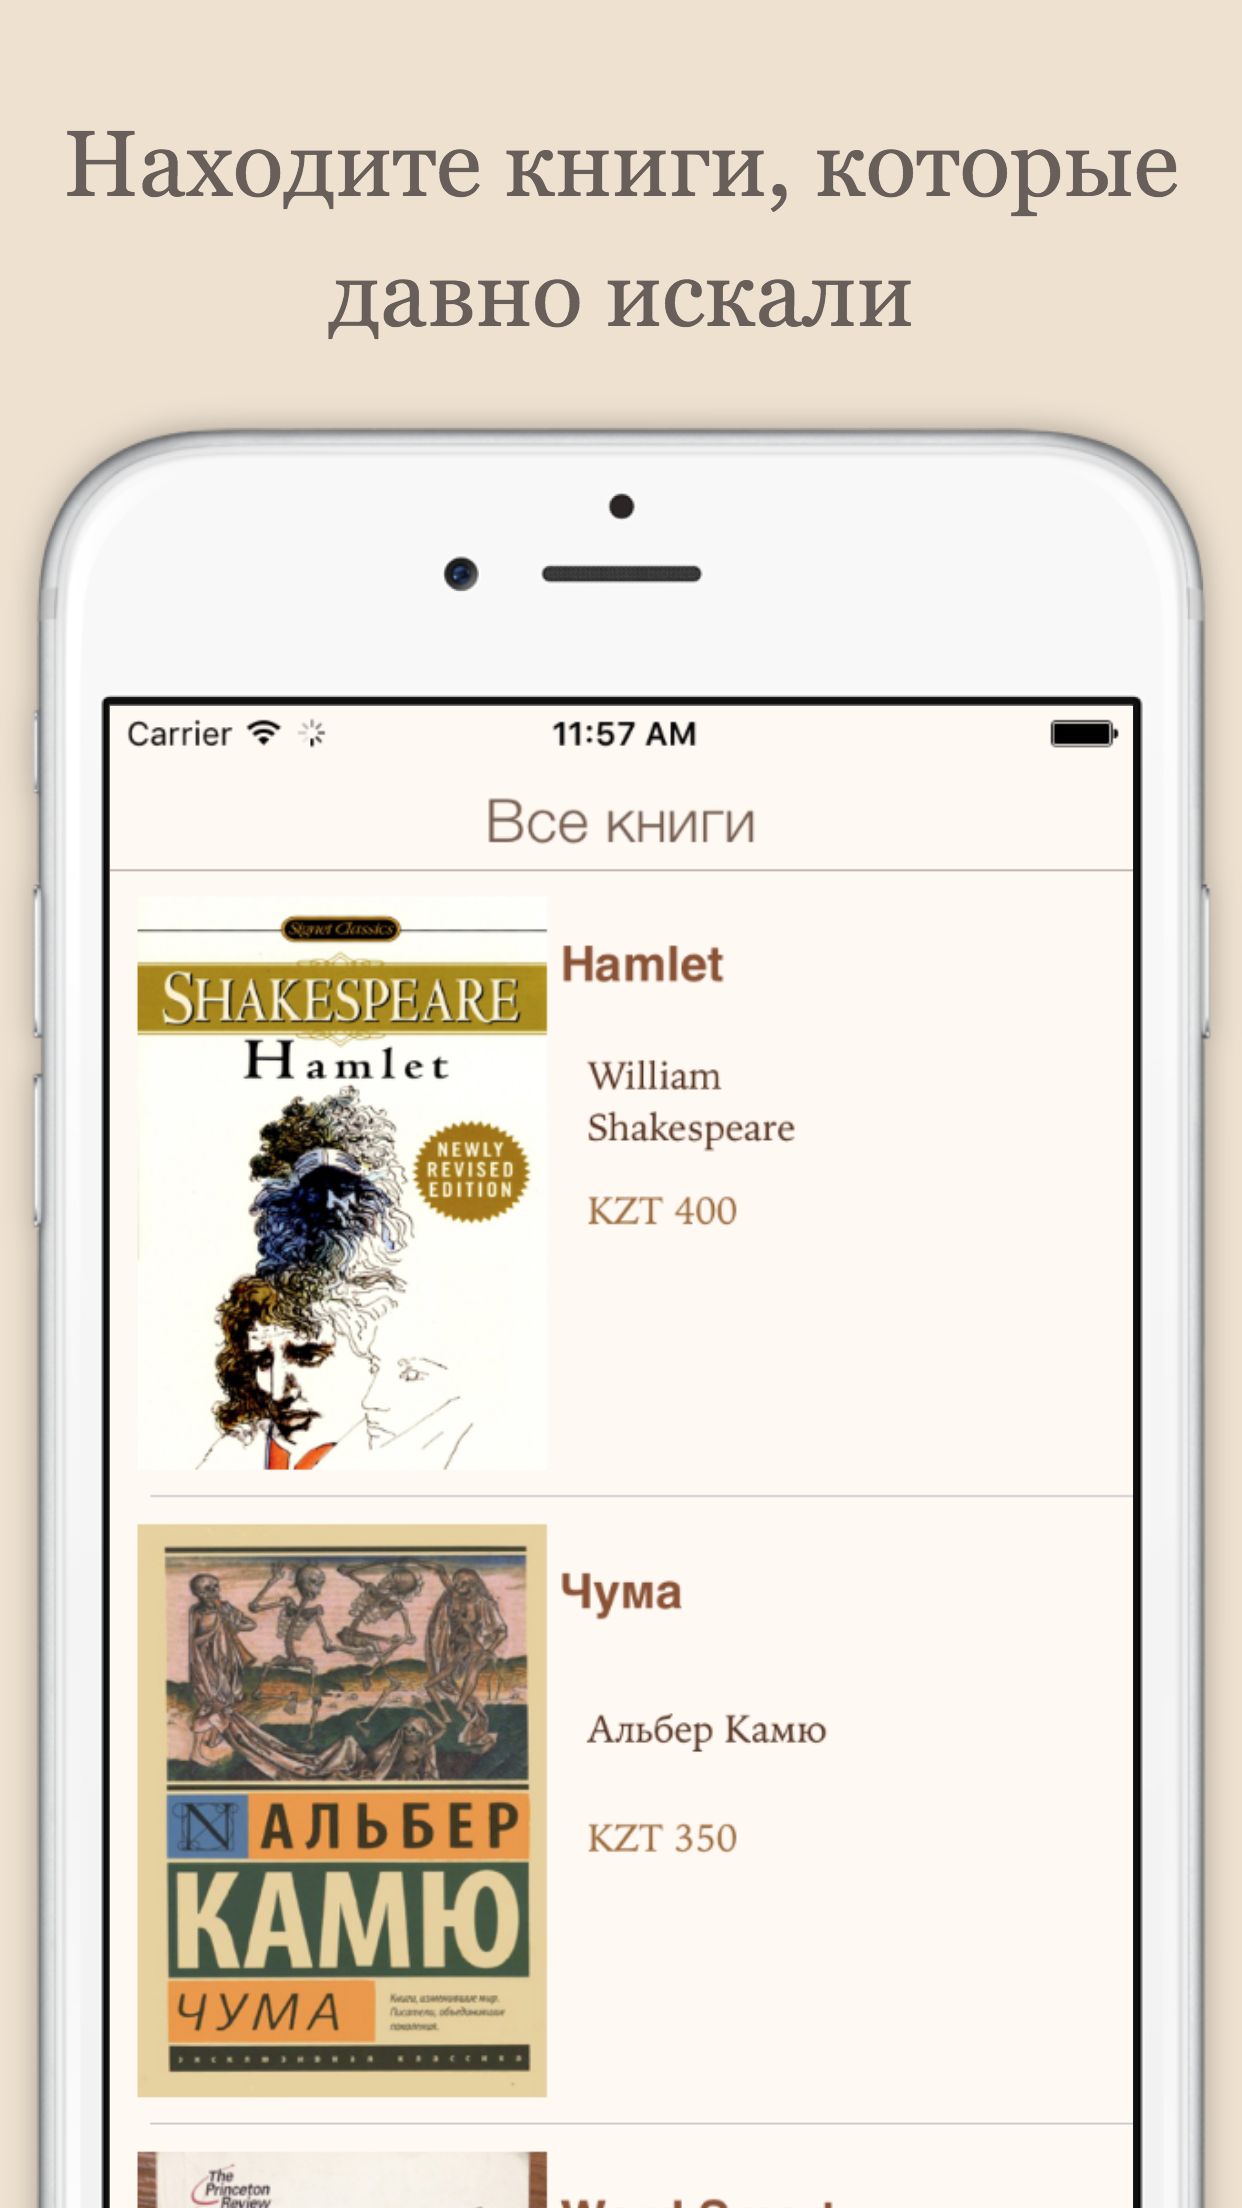 Находите книги, которые
давно искали
Carrier
11:57 AM
Все книги
Signet Classics
SHAKESPEARE
Hamlet
NEWLY
REVISED
EDITION
Hamlet
William
Shakespeare
KZT 400
АЛЬБЕР
КАМЮ
ЧУМА
Книги, изменившие мир.
Писатели, объединившие
поколения.
эксклюзивная классика
Чума
Альбер Камю
KZT 350
The
Princeton
Review